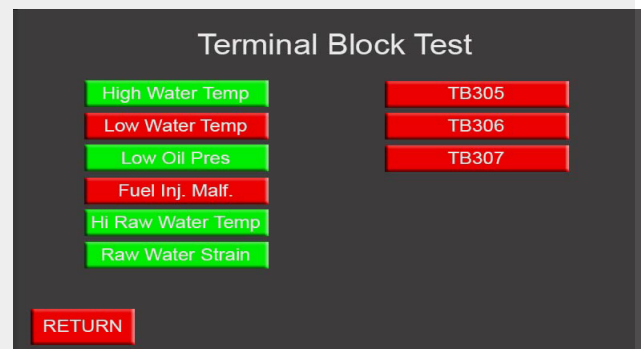 Terminal Block Test
High Water Temp
Low Water Temp
Low Oil Pres
Fuel Inj. Malf.
Hi Raw Water Temp
Raw Water Strain
TB305
TB306
TB307
RETURN